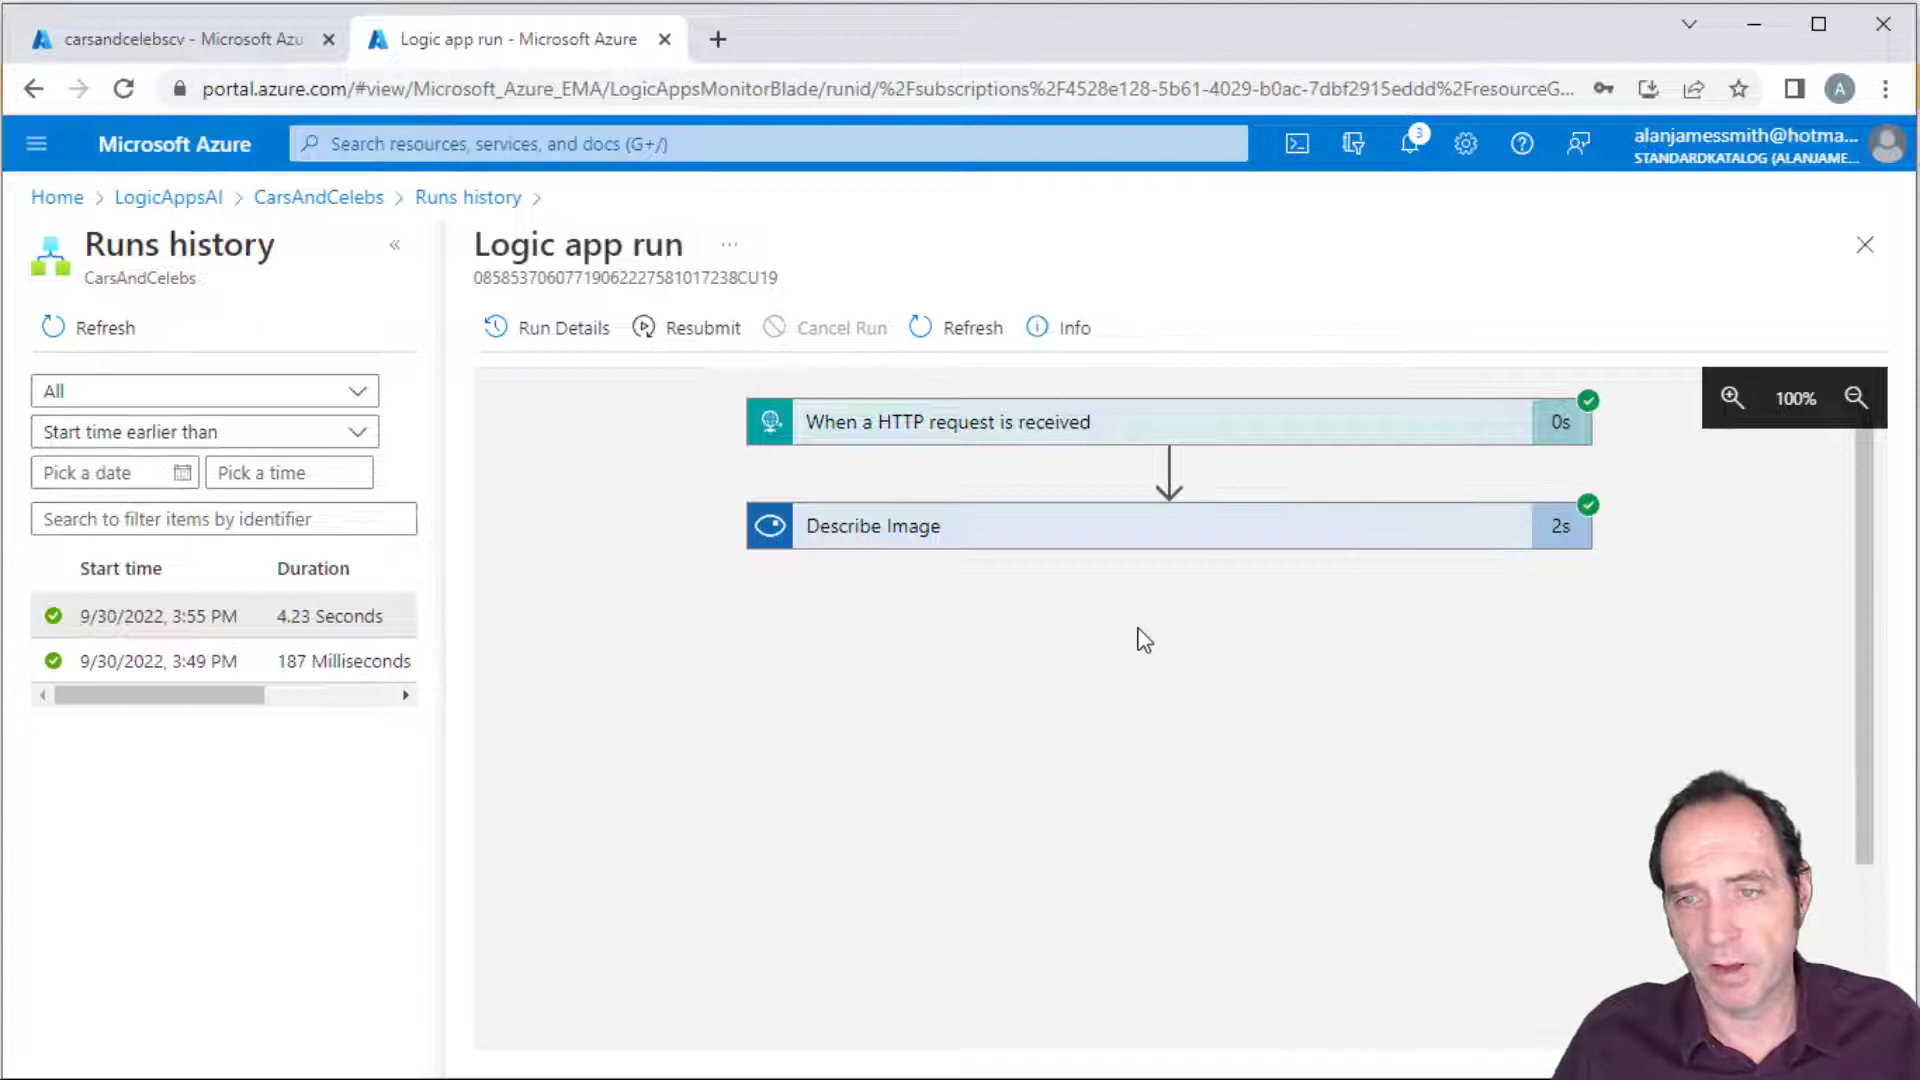 carsandcelebscv - Microsoft Azu
Logic app run - Microsoft Azure
portal.azure.com/#view/Microsoft_Azure_EMA/LogicAppsMonitorBlade/runid/%2Fsubscriptions%2F4528e128-5b61-4029-b0ac-7dbf2915eddd%2FresourceG...
A
Microsoft Azure
Search resources, services, and docs (G+/)
3
alanjamessmith@hotma...
STANDARDKATALOG (ALANJAME...
Home > LogicAppsAI > CarsAndCelebs > Runs history >
Runs history
CarsAndCelebs
Logic app run
08585370607719062227581017238CU19
Refresh
Run Details
Resubmit
Cancel Run
Refresh
Info
All
Start time earlier than
Pick a date
Pick a time
Search to filter items by identifier
Start time
Duration
9/30/2022, 3:55 PM
4.23 Seconds
9/30/2022, 3:49 PM
187 Milliseconds
When a HTTP request is received
0s
Describe Image
2s
100%